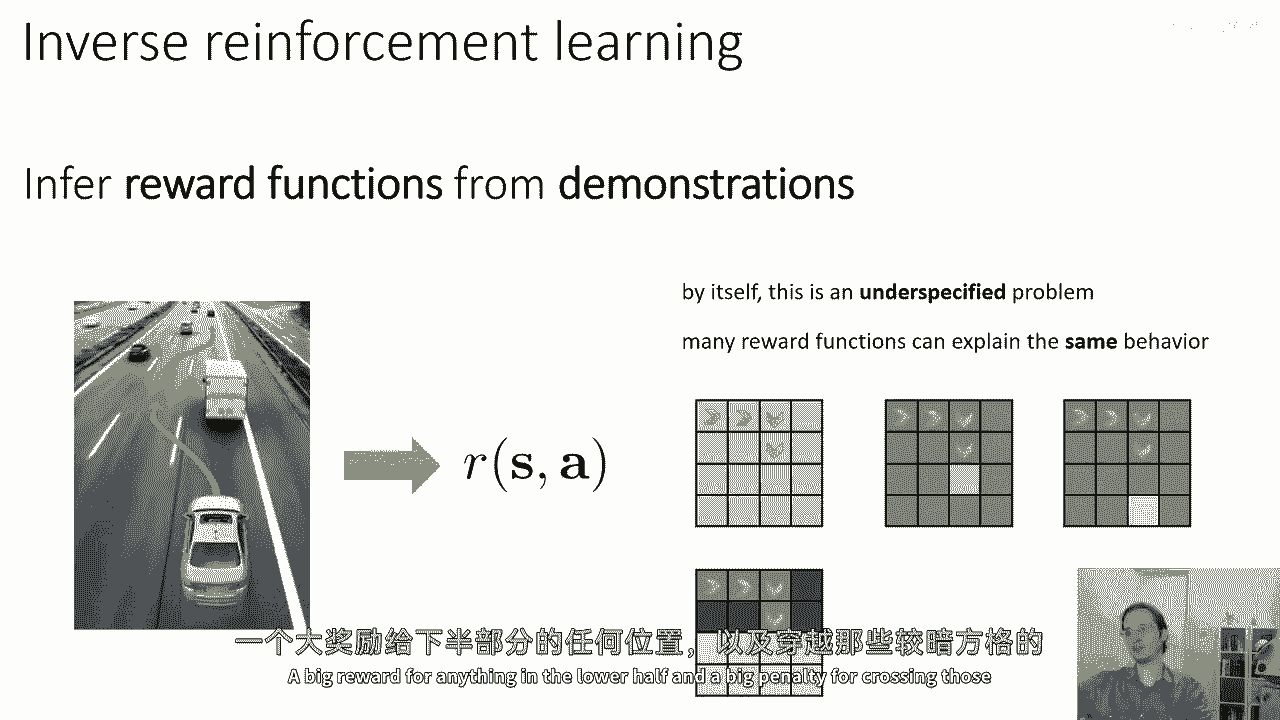 Inverse reinforcement learning
Infer reward functions from demonstrations
by itself, this is an underspecified problem
many reward functions can explain the same behavior
r(s, a)
一个大奖励给下半部分的任何位置，以及穿越那些较暗方格的
A big reward for anything in the lower half and a big penalty for crossing those